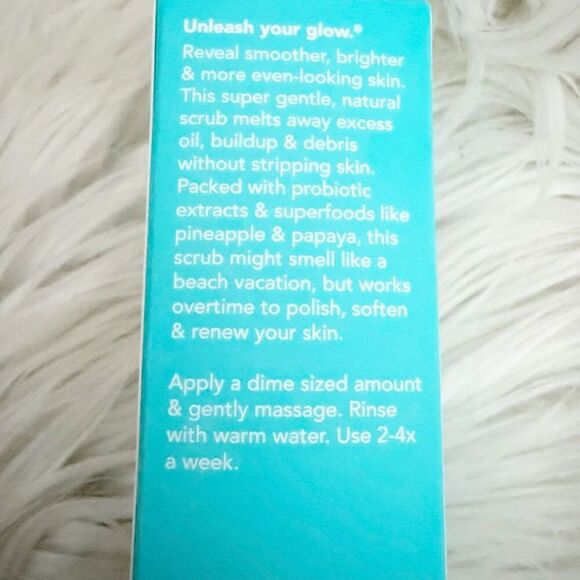 Unleash your glow.®
Reveal smoother, brighter
& more even-looking skin.
This super gentle, natural
scrub melts away excess
oil, buildup & debris
without stripping skin.
Packed with probiotic
extracts & superfoods like
pineapple & papaya, this
scrub might smell like a
beach vacation, but works
overtime to polish, soften
& renew your skin.
Apply a dime sized amount
& gently massage. Rinse
with warm water. Use 2-4x
a week.